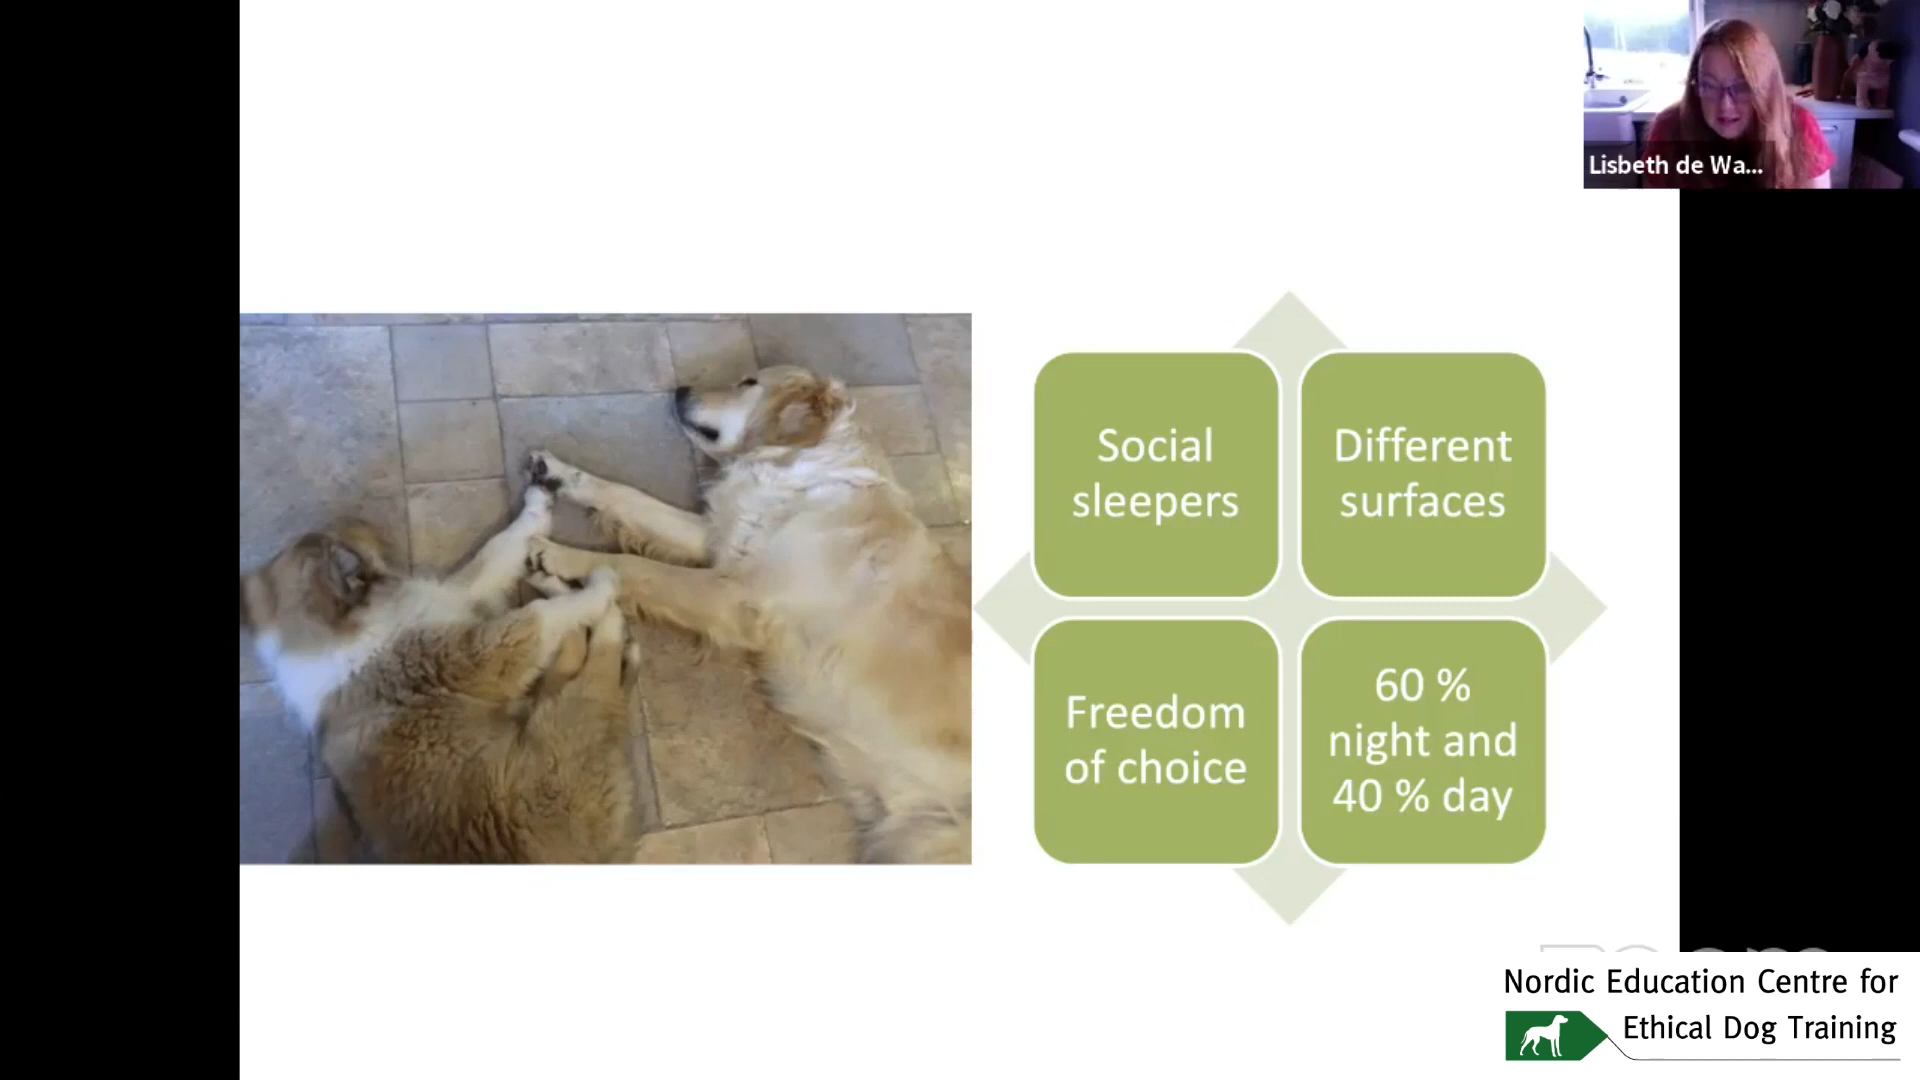 Lisbeth de Wa...
Social
sleepers
Different
surfaces
Freedom
of choice
60 %
night and
40 % day
Nordic Education Centre for
Ethical Dog Training